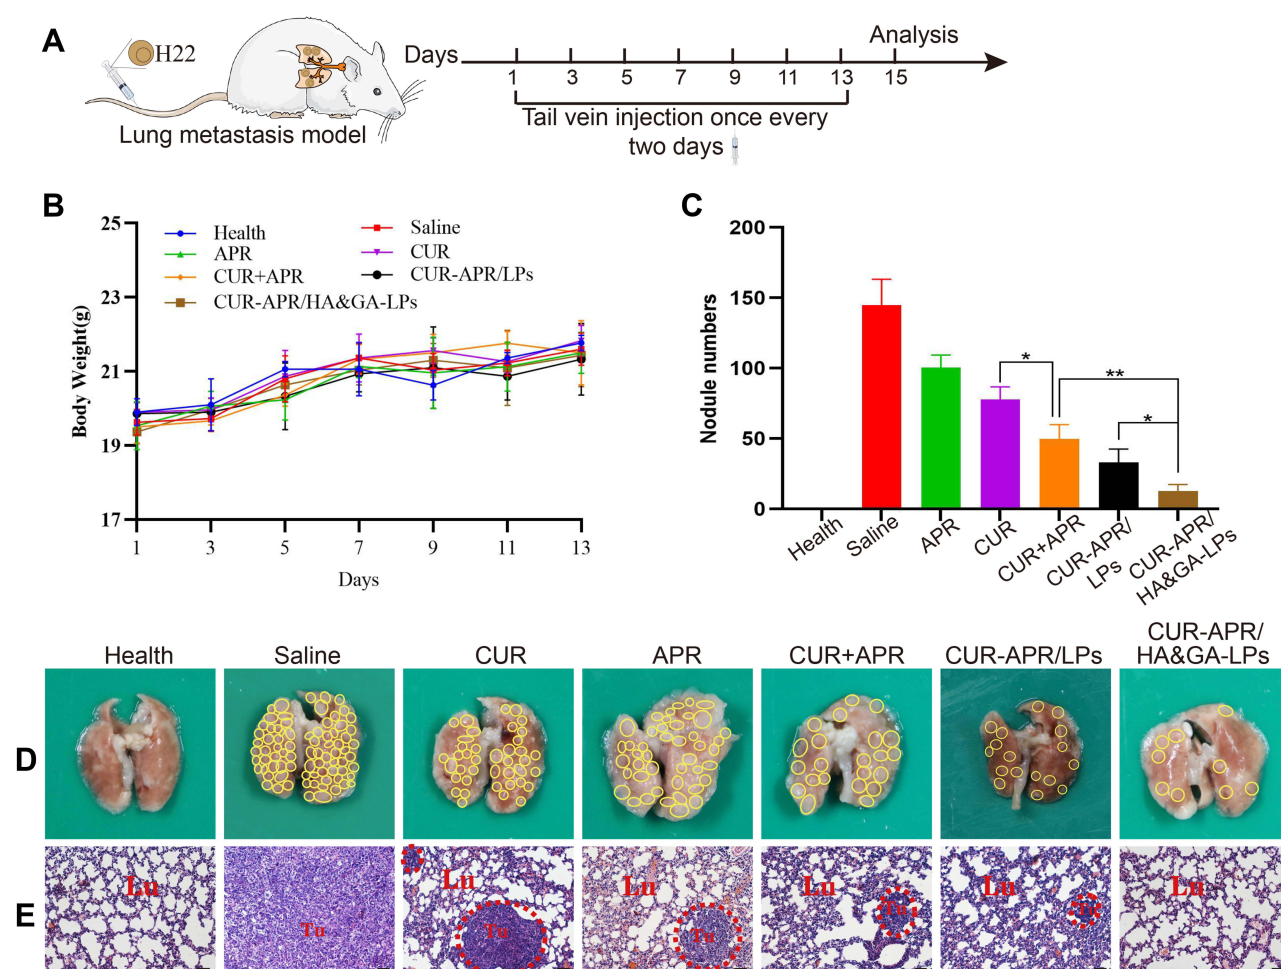 A
H22
Lung metastasis model
Days
Analysis
1 3 5 7 9 11 13 15
Tail vein injection once every
two days
B
Body Weight(g)
25
23
21
19
17
Health
Saline
APR
CUR
CUR+APR
CUR-APR/LPs
CUR-APR/HA&GA-LPs
1 3 5 7 9 11 13
Days
C
Nodule numbers
200
150
100
50
0
*
**
*
Health
Saline
APR
CUR
CUR+APR
CUR-APR/
LPs
CUR-APR/
HA&GA-LPs
Health
Saline
CUR
APR
CUR+APR
CUR-APR/LPs
CUR-APR/
HA&GA-LPs
D
E
Lu
Tu
Lu
Tu
Lu
Tu
Lu
Tu
Lu
Tu
Lu